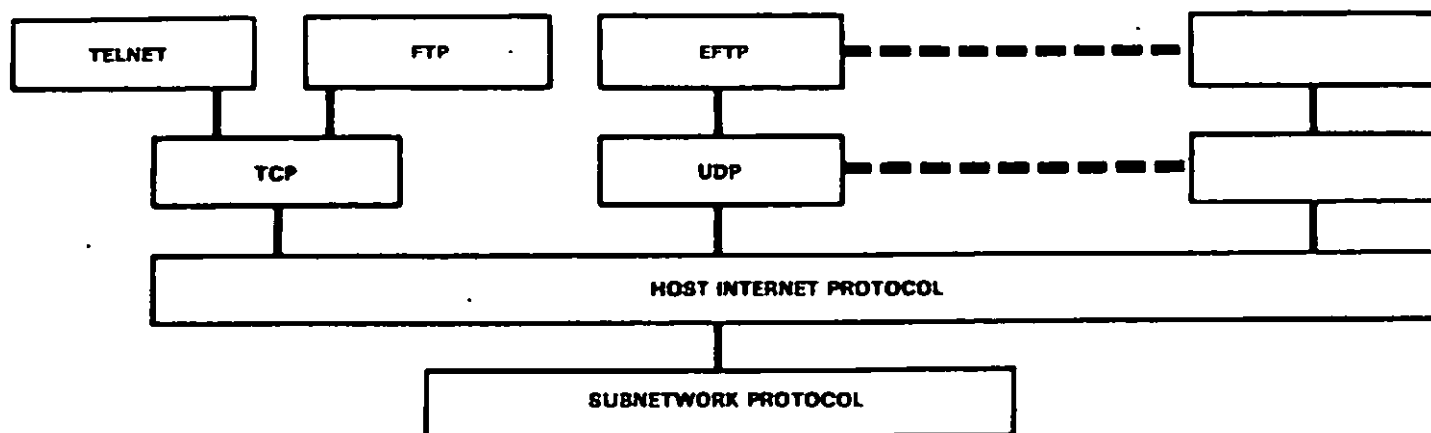 TELNET
FTP
EFTP
TCP
UDP
HOST INTERNET PROTOCOL
SUBNETWORK PROTOCOL